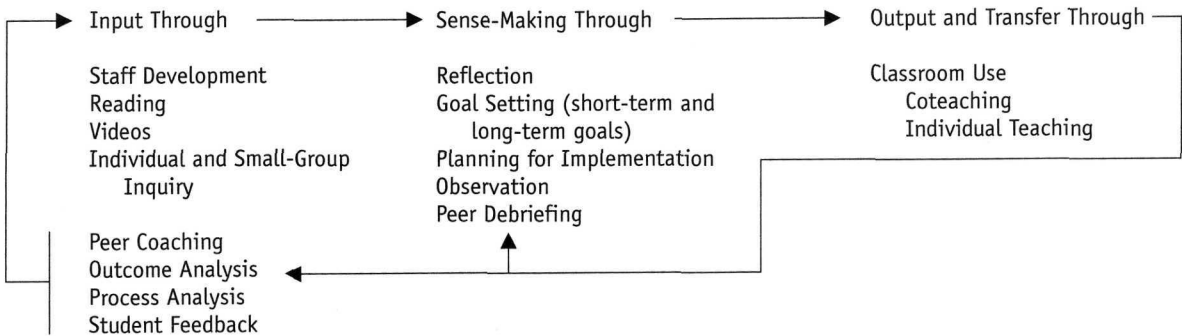 Input Through
Sense-Making Through
Output and Transfer Through
Staff Development
Reading
Videos
Individual and Small-Group
Inquiry
Reflection
Goal Setting (short-term and
long-term goals)
Planning for Implementation
Observation
Peer Debriefing
Classroom Use
Coteaching
Individual Teaching
Peer Coaching
Outcome Analysis
Process Analysis
Student Feedback